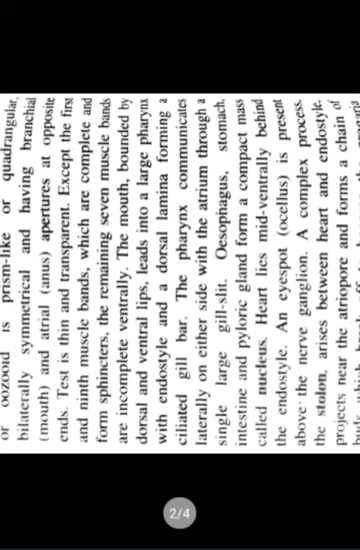 or oozooid is prism-like or quadrangular,
bilaterally symmetrical and having branchial
(mouth) and atrial (anus) apertures at opposite
ends. Test is thin and transparent. Except the first
and ninth muscle bands, which are complete and
form sphincters, the remaining seven muscle bands
are incomplete ventrally. The mouth, bounded by
dorsal and ventral lips, leads into a large pharynx
with endostyle and a dorsal lamina forming a
ciliated gill bar. The pharynx communicates
laterally on either side with the atrium through a
single large gill-slit. Oesophagus, stomach,
intestine and pyloric gland form a compact mass
called nucleus. Heart lies mid-ventrally behind
the endostyle. An eyespot (ocellus) is present
above the nerve ganglion. A complex process,
the stolon, arises between heart and endostyle,
projects near the atriopore and forms a chain of
buds which
2/4